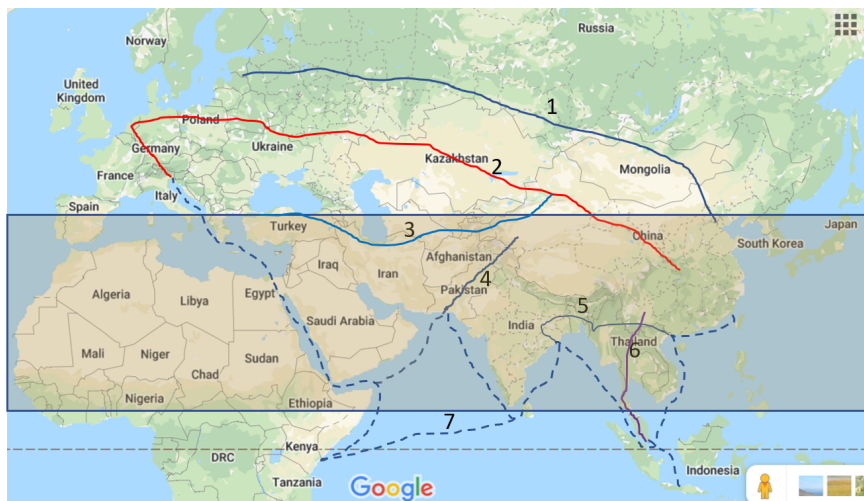 Russia
Norway
1
United
Kingdom
Poland
Germany
Ukraine
Kazakhstan
2
Mongolia
France
Italy
Spain
Turkey
3
China
South Korea
Japan
Afghanistan
Iraq
Iran
4
Pakistan
Algeria
Libya
Egypt
5
Saudi Arabia
India
Thailand
6
Mali
Niger
Sudan
Chad
Nigeria
Ethiopia
7
Kenya
DRC
Tanzania
Indonesia
Google